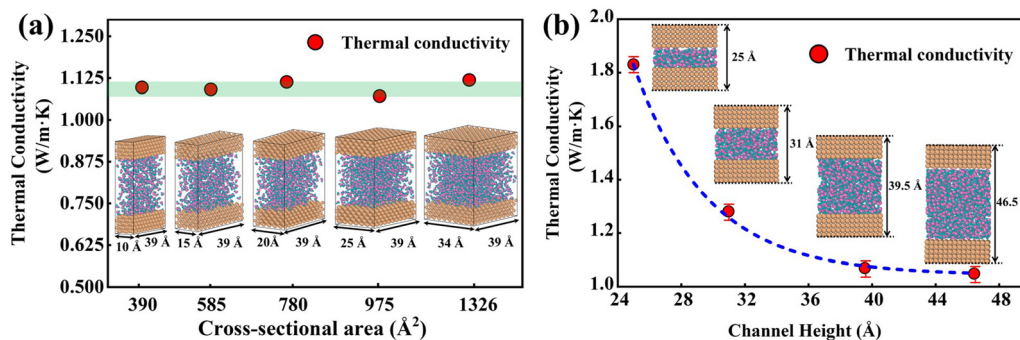 (a)
Thermal Conductivity
(W/m·K)
1.250
1.125
1.000
0.875
0.750
0.625
0.500
Thermal conductivity
10 Å
39 Å
15 Å
39 Å
20Å
39 Å
25 Å
39 Å
34 Å
39 Å
390
585
780
975
1326
Cross-sectional area (Å²)
(b)
Thermal Conductivity
(W/m·K)
2.0
1.8
1.6
1.4
1.2
1.0
Thermal conductivity
25 Å
31 Å
39.5 Å
46.5
24
28
32
36
40
44
48
Channel Height (Å)